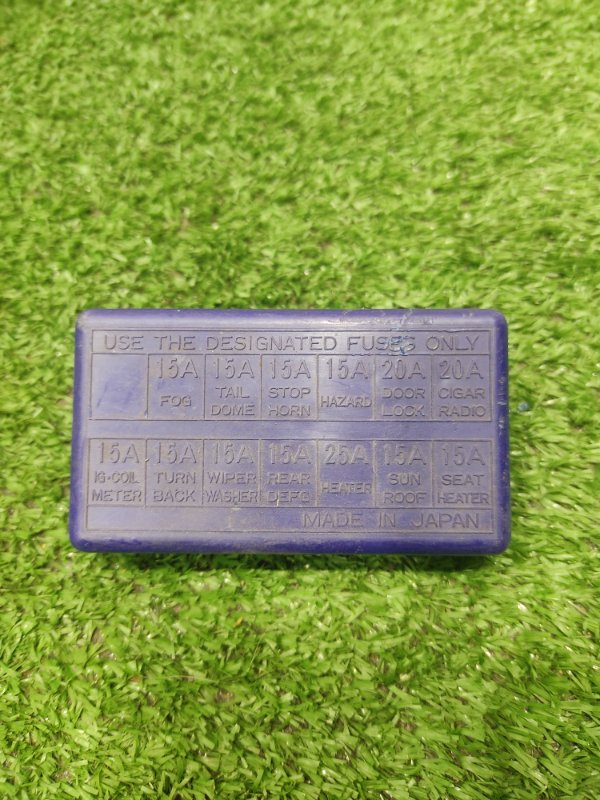 USE THE DESIGNATED FUSES ONLY
15A 15A 15A 15A 20A 20A
FOG TAIL DOME STOP HORN HAZARD DOOR LOCK CIGAR RADIO
15A 15A 15A 15A 25A 15A 15A
IG·COIL METER TURN BACK WIPER WASHER REAR DEFG HEATER SUN ROOF SEAT HEATER
MADE IN JAPAN